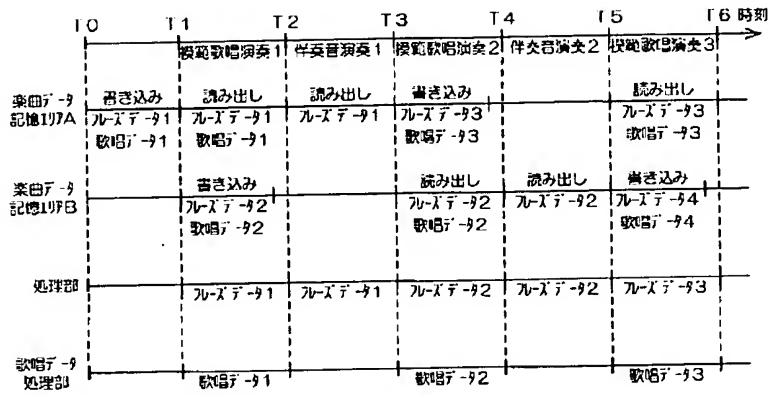 T0 T1 T2 T3 T4 T5 T6 時刻
模範歌唱演奏1 伴奏音演奏1 模範歌唱演奏2 伴奏音演奏2 模範歌唱演奏3
楽曲データ 書き込み 読み出し 読み出し 書き込み 読み出し
記憶エリアA フレーズデータ1 フレーズデータ1 フレーズデータ1 フレーズデータ3 フレーズデータ3
歌唱データ1 歌唱データ1 歌唱データ3 歌唱データ3
楽曲データ 書き込み 読み出し 読み出し 書き込み
記憶エリアB フレーズデータ2 フレーズデータ2 フレーズデータ2 フレーズデータ4
歌唱データ2 歌唱データ2 歌唱データ4
処理部 フレーズデータ1 フレーズデータ1 フレーズデータ2 フレーズデータ2 フレーズデータ3
歌唱データ
処理部 歌唱データ1 歌唱データ2 歌唱データ3